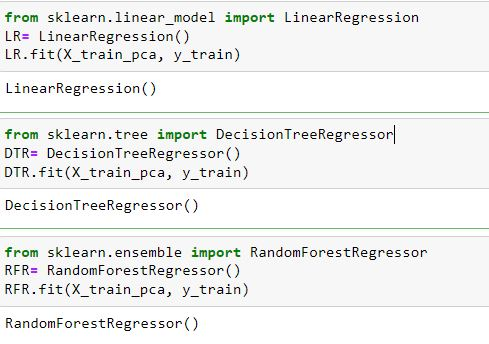 from sklearn.linear_model import LinearRegression
LR= LinearRegression()
LR.fit(X_train_pca, y_train)
LinearRegression()
from sklearn.tree import DecisionTreeRegressor
DTR= DecisionTreeRegressor()
DTR.fit(X_train_pca, y_train)
DecisionTreeRegressor()
from sklearn.ensemble import RandomForestRegressor
RFR= RandomForestRegressor()
RFR.fit(X_train_pca, y_train)
RandomForestRegressor()